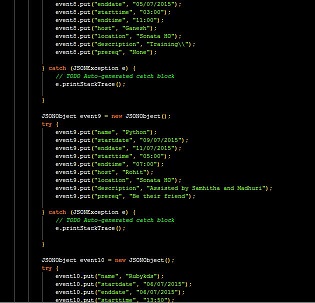 event8.put("enddate", "05/07/2015");
event8.put("starttime", "03:00");
event8.put("endtime", "11:00");
event8.put("host", "Ganesh");
event8.put("location", "Sonata HO");
event8.put("description", "Training\\");
event8.put("prereq", "None");
} catch (JSONException e) {
// TODO Auto-generated catch block
e.printStackTrace();
}
JSONObject event9 = new JSONObject();
try {
event9.put("name", "Python");
event9.put("startdate", "09/07/2015");
event9.put("enddate", "11/07/2015");
event9.put("starttime", "05:00");
event9.put("endtime", "07:00");
event9.put("host", "Rohit");
event9.put("location", "Sonata HO");
event9.put("description", "Assisted by Samhitha and Madhuri");
event9.put("prereq", "Be their friend");
} catch (JSONException e) {
// TODO Auto-generated catch block
e.printStackTrace();
}
JSONObject event10 = new JSONObject();
try {
event10.put("name", "Rubykds");
event10.put("startdate", "06/07/2015");
event10.put("enddate", "06/07/2015");
event10.put("starttime", "13:50");